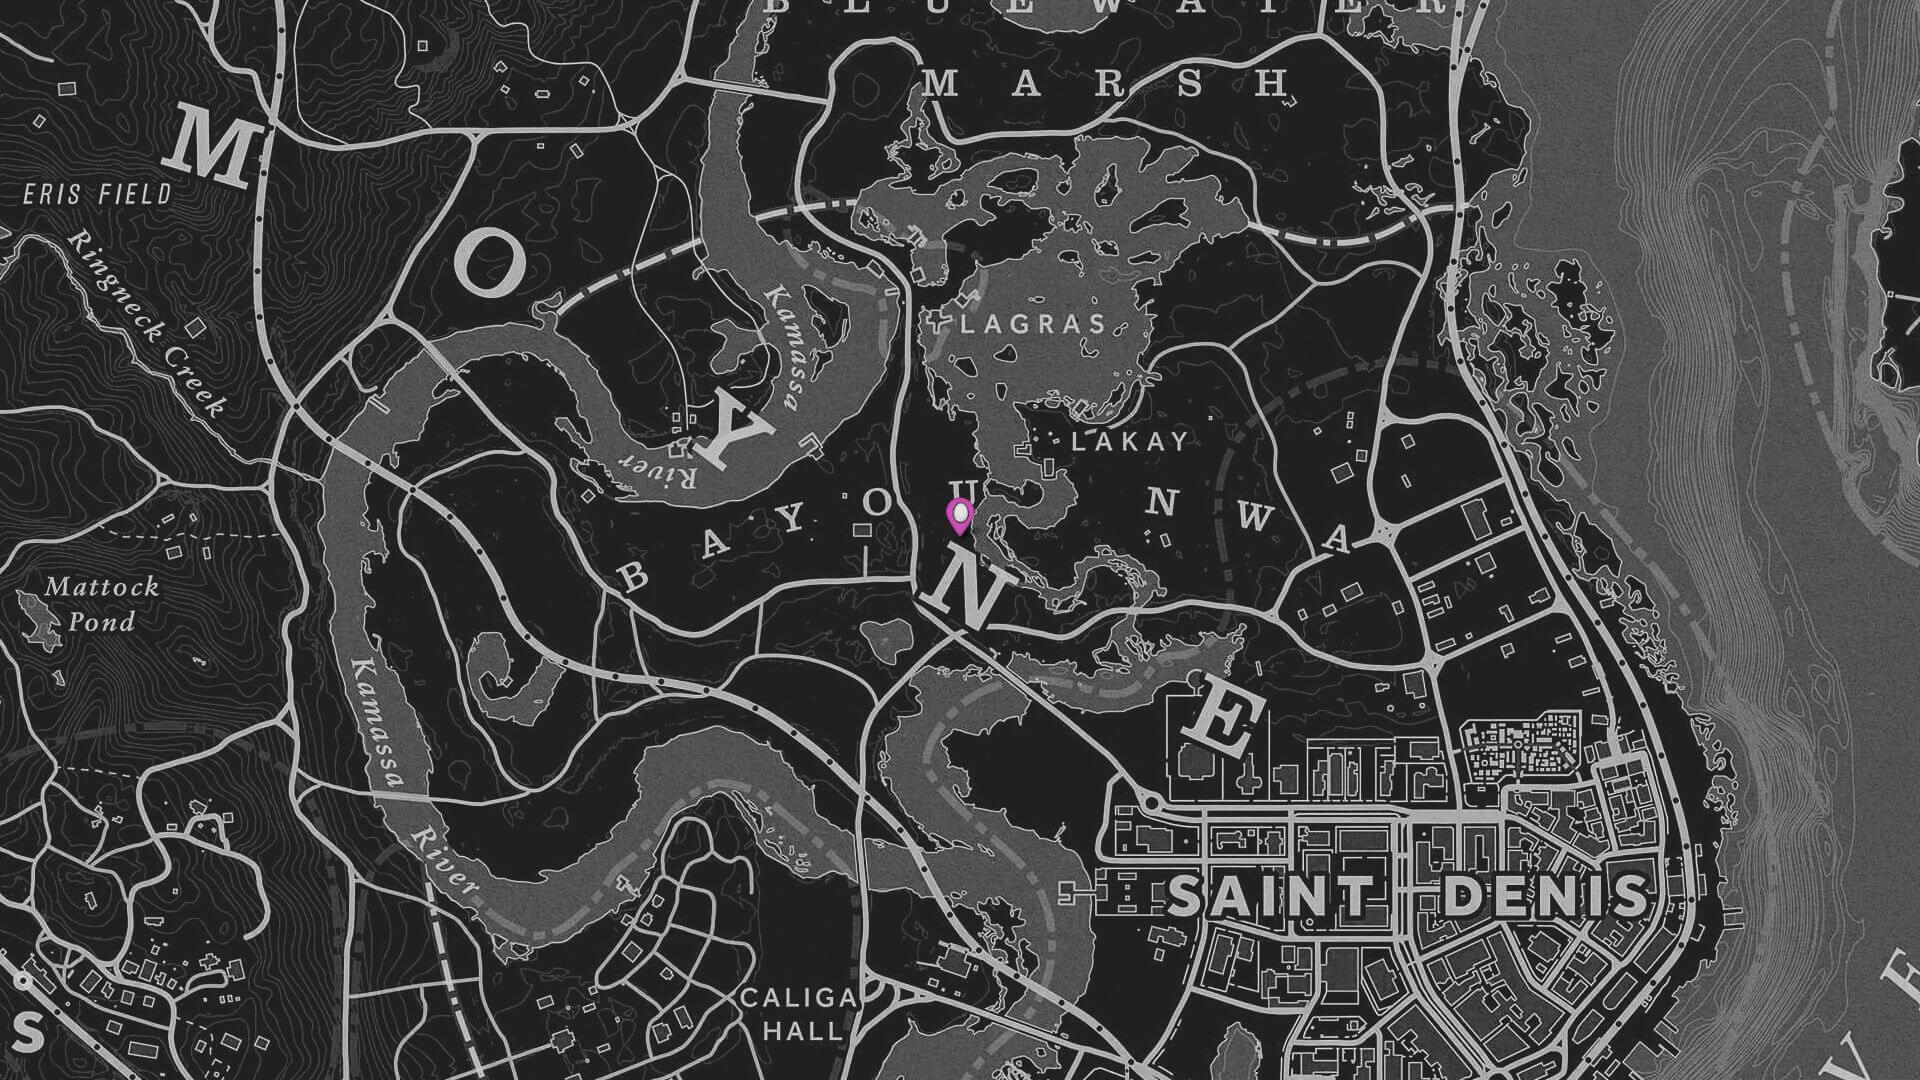 BLUEWATER
MARSH
ERIS FIELD
LEMOYNE
Ringneck Creek
Kamassa
River
LAGRAS
LAKAY
BAYOU NWA
Mattock
Pond
Kamassa
River
SAINT DENIS
CALIGA
HALL
S